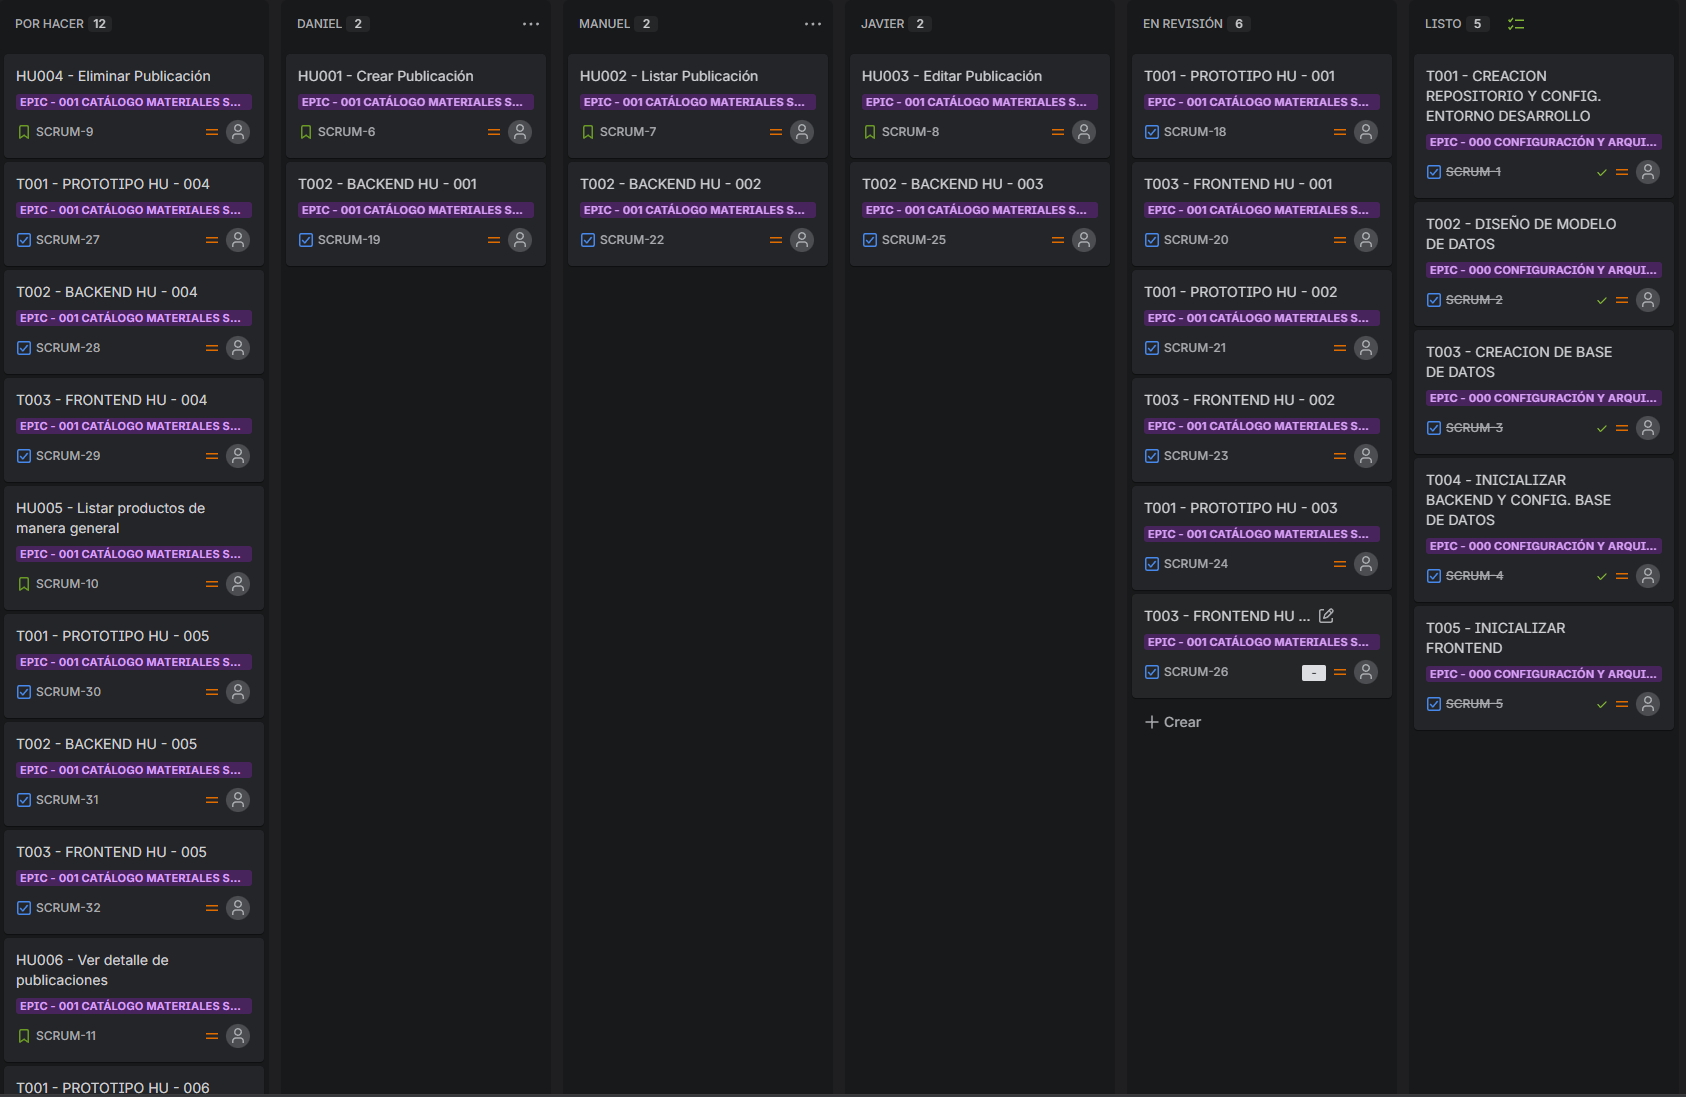 POR HACER 12
HU004 - Eliminar Publicación
EPIC - 001 CATÁLOGO MATERIALES S...
SCRUM-9
T001 - PROTOTIPO HU - 004
EPIC - 001 CATÁLOGO MATERIALES S...
SCRUM-27
T002 - BACKEND HU - 004
EPIC - 001 CATÁLOGO MATERIALES S...
SCRUM-28
T003 - FRONTEND HU - 004
EPIC - 001 CATÁLOGO MATERIALES S...
SCRUM-29
HU005 - Listar productos de
manera general
EPIC - 001 CATÁLOGO MATERIALES S...
SCRUM-10
T001 - PROTOTIPO HU - 005
EPIC - 001 CATÁLOGO MATERIALES S...
SCRUM-30
T002 - BACKEND HU - 005
EPIC - 001 CATÁLOGO MATERIALES S...
SCRUM-31
T003 - FRONTEND HU - 005
EPIC - 001 CATÁLOGO MATERIALES S...
SCRUM-32
HU006 - Ver detalle de
publicaciones
EPIC - 001 CATÁLOGO MATERIALES S...
SCRUM-11
T001 - PROTOTIPO HU - 006
DANIEL 2
HU001 - Crear Publicación
EPIC - 001 CATÁLOGO MATERIALES S...
SCRUM-6
T002 - BACKEND HU - 001
EPIC - 001 CATÁLOGO MATERIALES S...
SCRUM-19
MANUEL 2
HU002 - Listar Publicación
EPIC - 001 CATÁLOGO MATERIALES S...
SCRUM-7
T002 - BACKEND HU - 002
EPIC - 001 CATÁLOGO MATERIALES S...
SCRUM-22
JAVIER 2
HU003 - Editar Publicación
EPIC - 001 CATÁLOGO MATERIALES S...
SCRUM-8
T002 - BACKEND HU - 003
EPIC - 001 CATÁLOGO MATERIALES S...
SCRUM-25
EN REVISIÓN 6
T001 - PROTOTIPO HU - 001
EPIC - 001 CATÁLOGO MATERIALES S...
SCRUM-18
T003 - FRONTEND HU - 001
EPIC - 001 CATÁLOGO MATERIALES S...
SCRUM-20
T001 - PROTOTIPO HU - 002
EPIC - 001 CATÁLOGO MATERIALES S...
SCRUM-21
T003 - FRONTEND HU - 002
EPIC - 001 CATÁLOGO MATERIALES S...
SCRUM-23
T001 - PROTOTIPO HU - 003
EPIC - 001 CATÁLOGO MATERIALES S...
SCRUM-24
T003 - FRONTEND HU ...
EPIC - 001 CATÁLOGO MATERIALES S...
SCRUM-26 -
+ Crear
LISTO 5
T001 - CREACION
REPOSITORIO Y CONFIG.
ENTORNO DESARROLLO
EPIC - 000 CONFIGURACIÓN Y ARQUI...
SCRUM-1
T002 - DISEÑO DE MODELO
DE DATOS
EPIC - 000 CONFIGURACIÓN Y ARQUI...
SCRUM-2
T003 - CREACION DE BASE
DE DATOS
EPIC - 000 CONFIGURACIÓN Y ARQUI...
SCRUM-3
T004 - INICIALIZAR
BACKEND Y CONFIG. BASE
DE DATOS
EPIC - 000 CONFIGURACIÓN Y ARQUI...
SCRUM-4
T005 - INICIALIZAR
FRONTEND
EPIC - 000 CONFIGURACIÓN Y ARQUI...
SCRUM-5